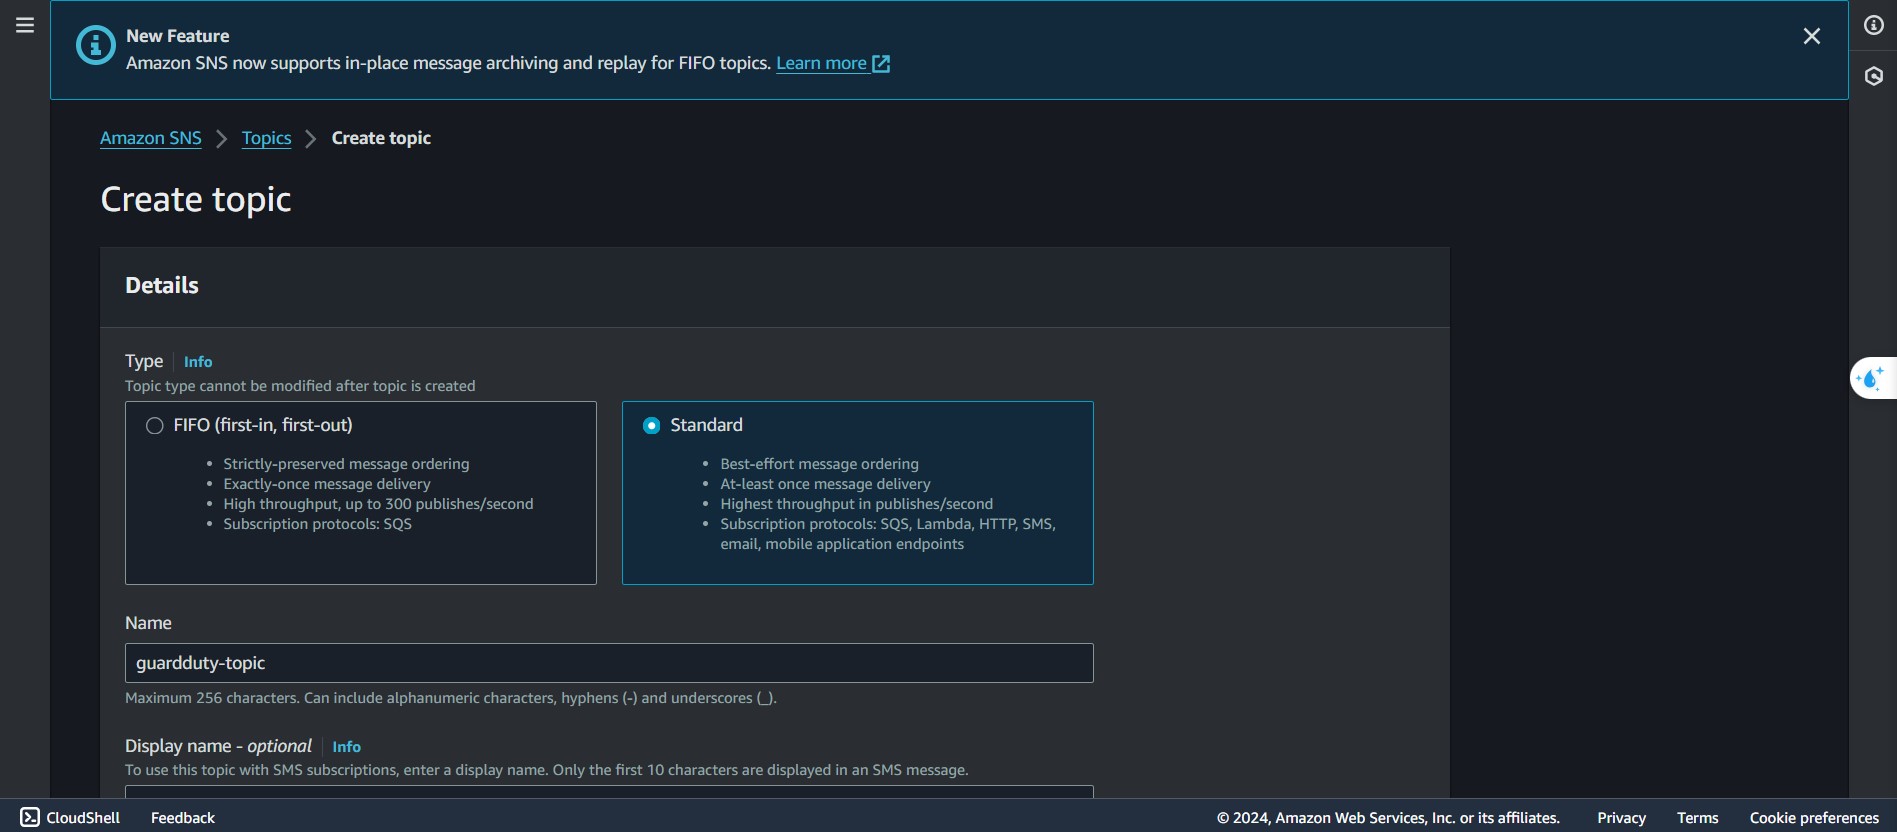 New Feature
Amazon SNS now supports in-place message archiving and replay for FIFO topics. Learn more
Amazon SNS > Topics > Create topic
Create topic
Details
Type | Info
Topic type cannot be modified after topic is created
FIFO (first-in, first-out)
• Strictly-preserved message ordering
• Exactly-once message delivery
• High throughput, up to 300 publishes/second
• Subscription protocols: SQS
Standard
• Best-effort message ordering
• At-least once message delivery
• Highest throughput in publishes/second
• Subscription protocols: SQS, Lambda, HTTP, SMS,
email, mobile application endpoints
Name
guardduty-topic
Maximum 256 characters. Can include alphanumeric characters, hyphens (-) and underscores (_).
Display name - optional | Info
To use this topic with SMS subscriptions, enter a display name. Only the first 10 characters are displayed in an SMS message.
CloudShell Feedback © 2024, Amazon Web Services, Inc. or its affiliates. Privacy Terms Cookie preferences